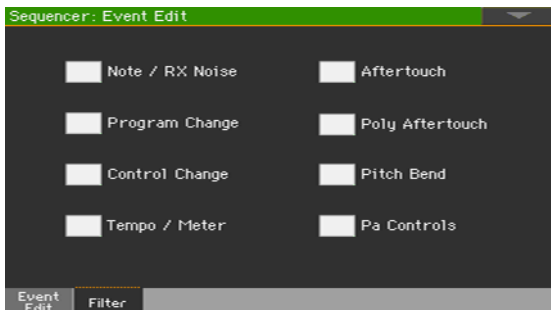 Sequencer: Event Edit
Note / RX Noise
Aftertouch
Program Change
Poly Aftertouch
Control Change
Pitch Bend
Tempo / Meter
Pa Controls
Event
Edit
Filter